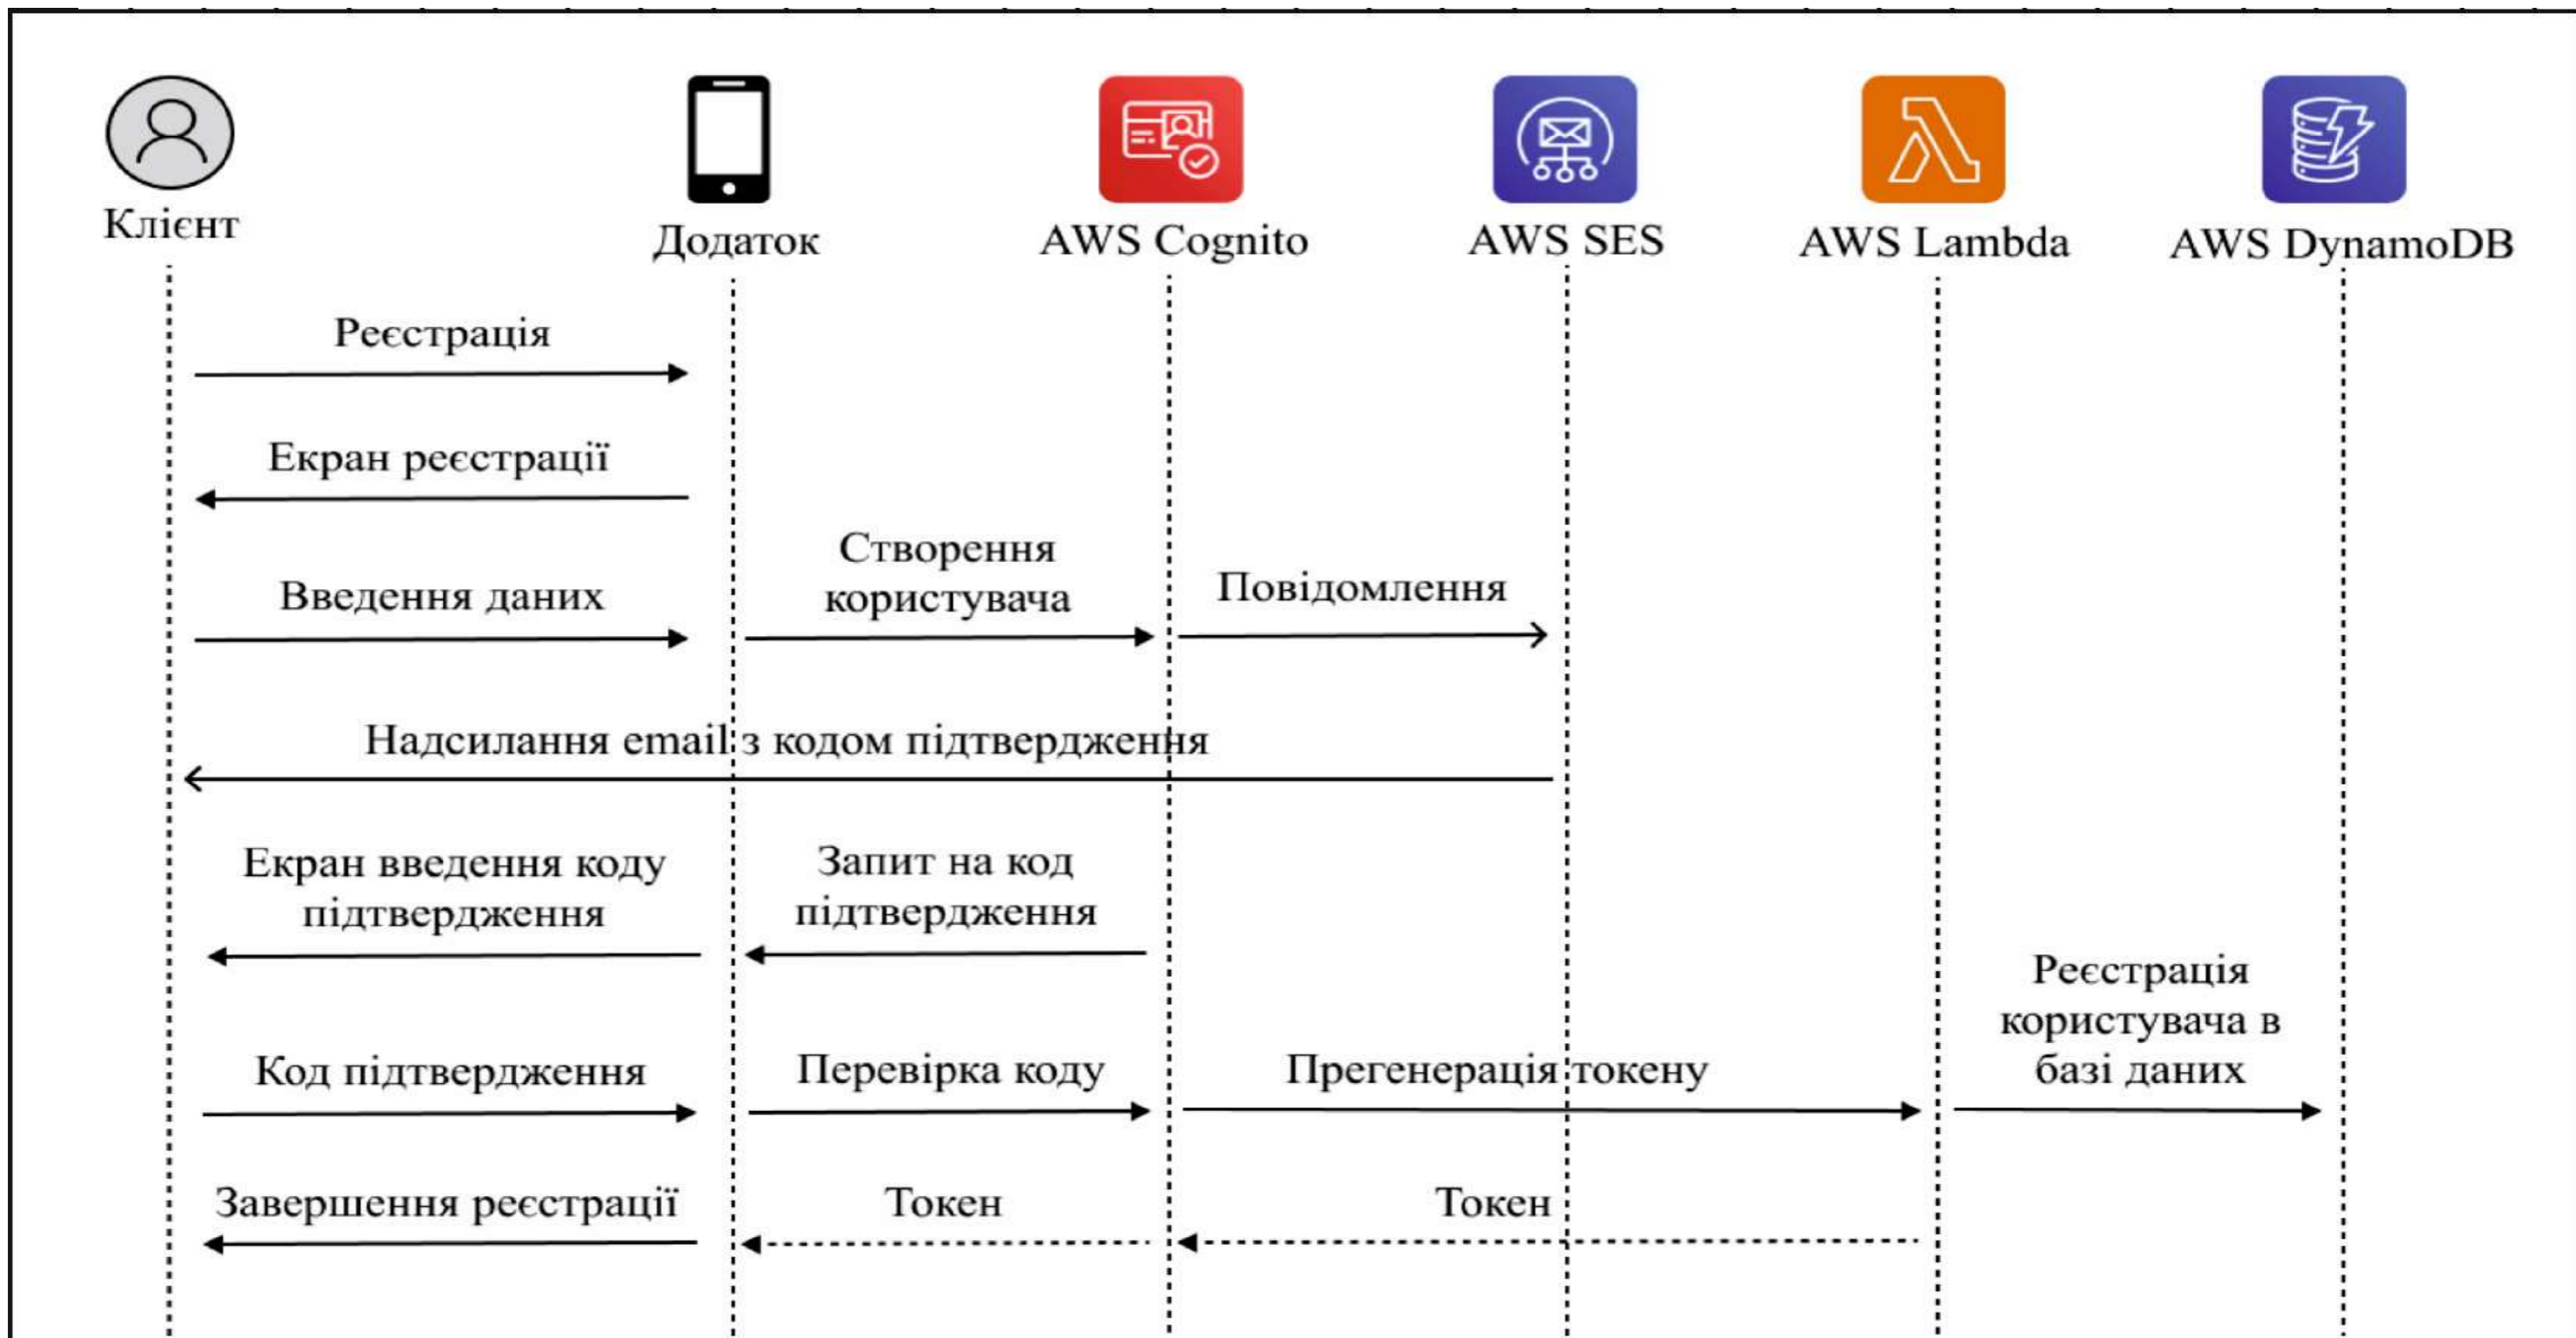 Клієнт
Додаток
AWS Cognito
AWS SES
AWS Lambda
AWS DynamoDB
Реєстрація
Екран реєстрації
Введення даних
Створення
користувача
Повідомлення
Надсилання email з кодом підтвердження
Екран введення коду
підтвердження
Запит на код
підтвердження
Код підтвердження
Перевірка коду
Прегенерація токену
Реєстрація
користувача в
базі даних
Завершення реєстрації
Токен
Токен